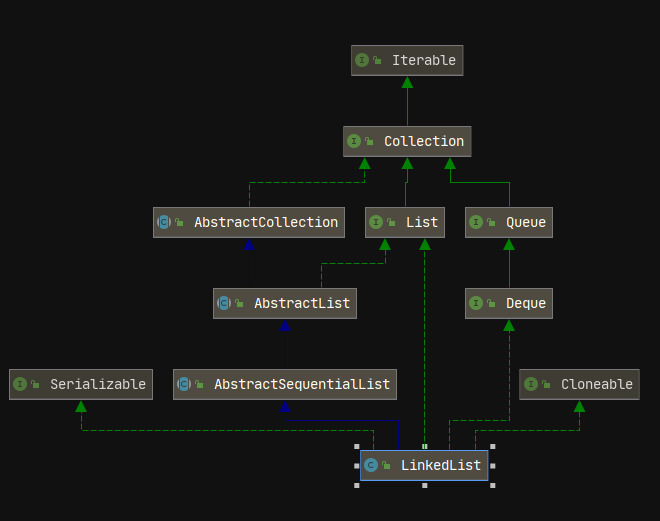 Iterable
Collection
AbstractCollection
List
Queue
AbstractList
Deque
Serializable
AbstractSequentialList
Cloneable
LinkedList